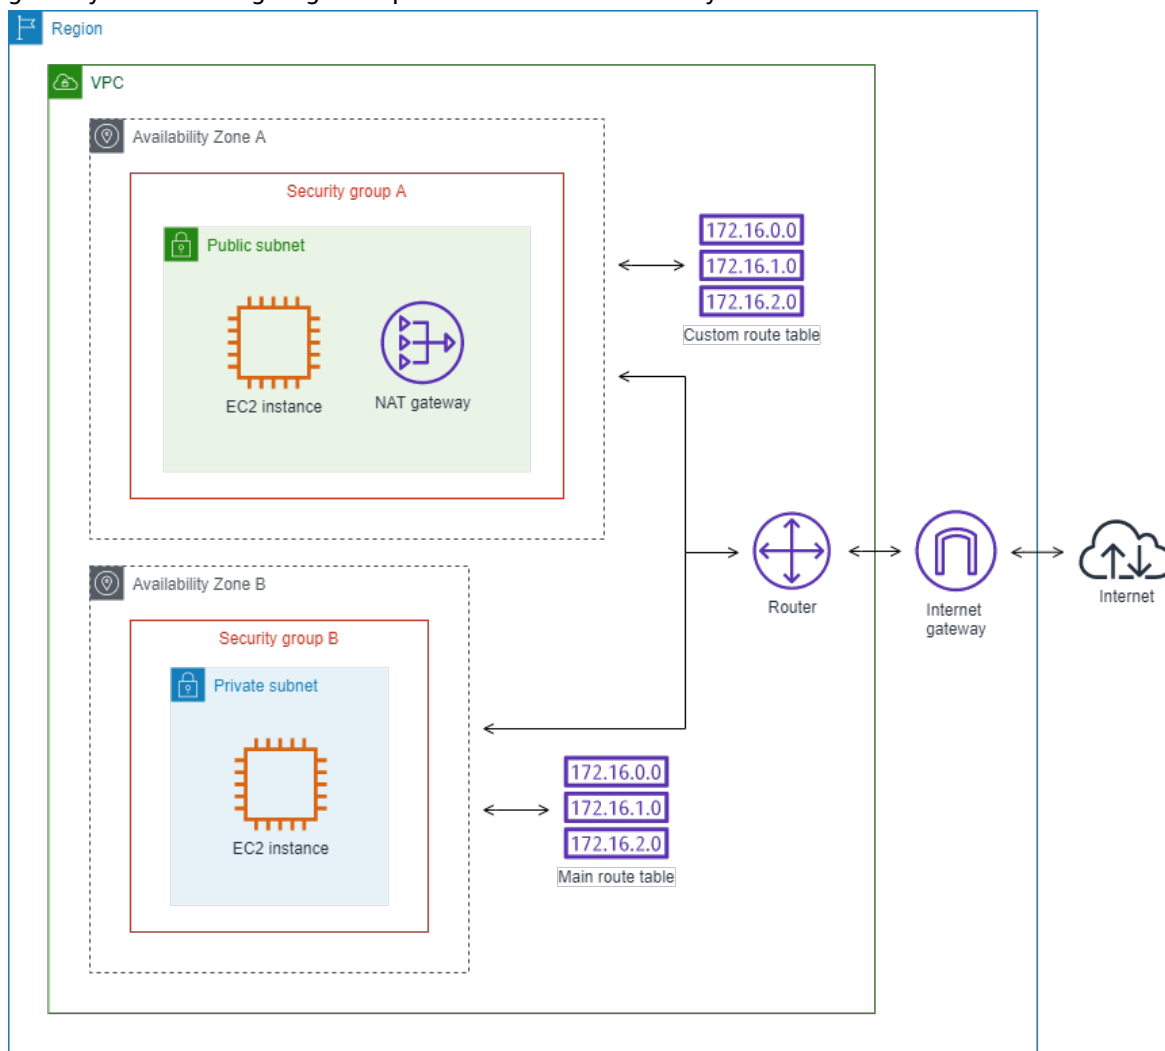 Region
VPC
Availability Zone A
Security group A
Public subnet
EC2 instance
NAT gateway
172.16.0.0
172.16.1.0
172.16.2.0
Custom route table
Router
Internet
gateway
Internet
Availability Zone B
Security group B
Private subnet
EC2 instance
172.16.0.0
172.16.1.0
172.16.2.0
Main route table